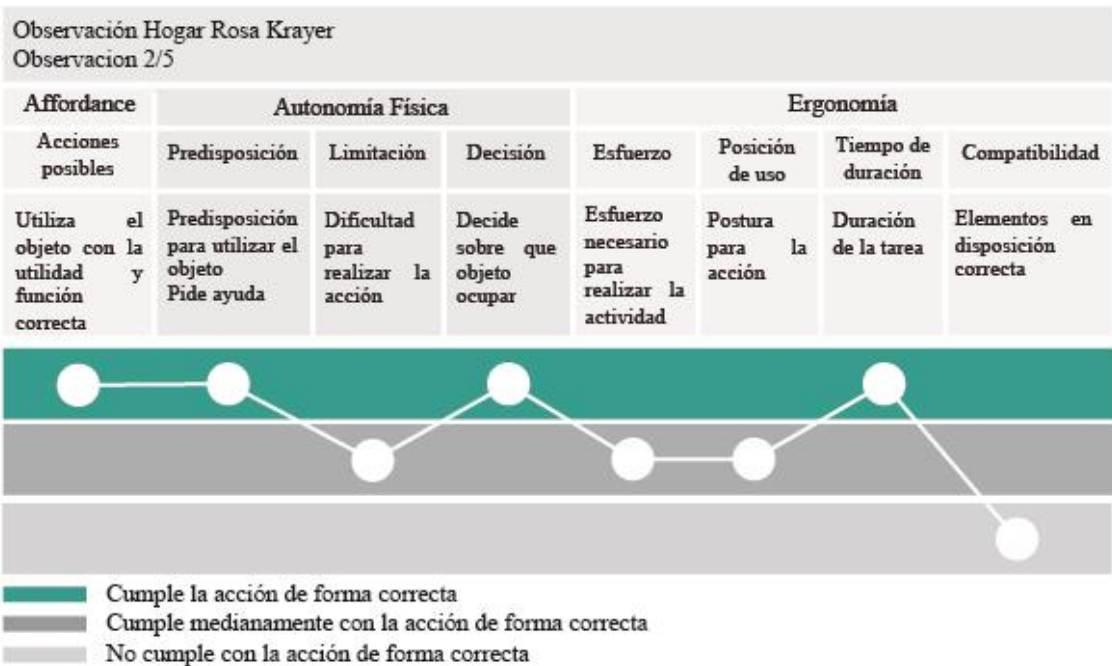 Observación Hogar Rosa Krayer
Observacion 2/5
Affordance
Autonomía Física
Ergonomía
Acciones
posibles
Predisposición
Limitación
Decisión
Esfuerzo
Posición
de uso
Tiempo de
duración
Compatibilidad
Utiliza el
objeto con la
utilidad y
función
correcta
Predisposición
para utilizar el
objeto
Pide ayuda
Dificultad
para
realizar la
acción
Decide
sobre que
objeto
ocupar
Esfuerzo
necesario
para
realizar la
actividad
Postura
para la
acción
Duración
de la tarea
Elementos en
disposición
correcta
Cumple la acción de forma correcta
Cumple medianamente con la acción de forma correcta
No cumple con la acción de forma correcta